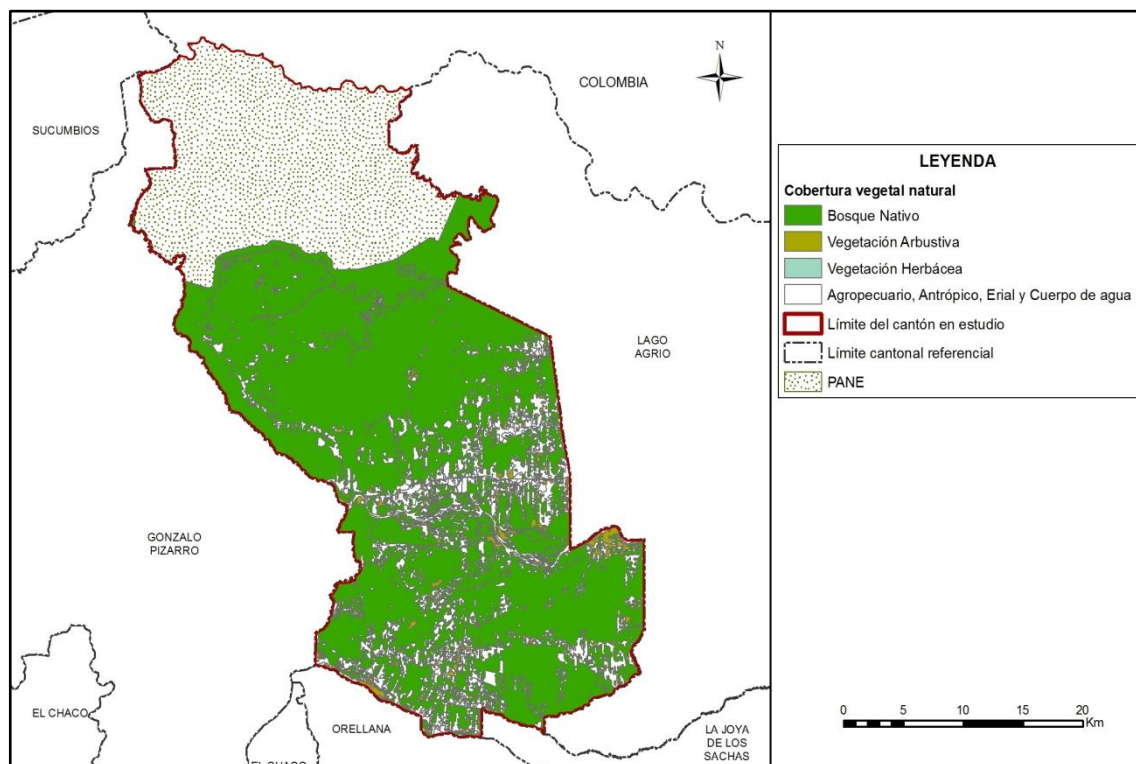 N
COLOMBIA
SUCUMBIOS
LAGO
AGRIO
GONZALO
PIZARRO
EL CHACO
ORELLANA
EL CHACO
LA JOYA
DE LOS
SACHAS
LEYENDA
Cobertura vegetal natural
Bosque Nativo
Vegetación Arbustiva
Vegetación Herbácea
Agropecuario, Antrópico, Erial y Cuerpo de agua
Límite del cantón en estudio
Límite cantonal referencial
PANE
0 5 10 15 20
Km